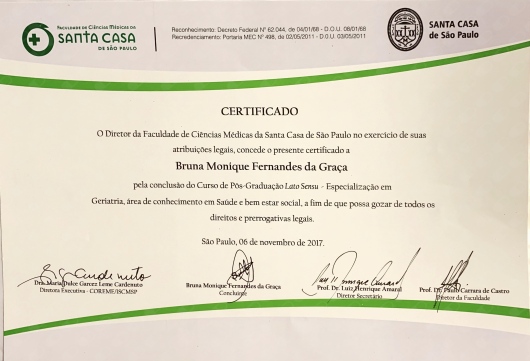 Faculdade de Ciências Médicas da
SANTA CASA
DE SÃO PAULO
Reconhecimento: Decreto Federal Nº 62.044, de 04/01/68 - D.O.U. 08/01/68
Recredenciamento: Portaria MEC Nº 498, de 02/05/2011 - D.O.U. 03/05/2011
SANTA CASA
de São Paulo
CERTIFICADO
O Diretor da Faculdade de Ciências Médicas da Santa Casa de São Paulo no exercício de suas
atribuições legais, concede o presente certificado a
Bruna Monique Fernandes da Graça
pela conclusão do Curso de Pós-Graduação Lato Sensu - Especialização em
Geriatria, área de conhecimento em Saúde e bem estar social, a fim de que possa gozar de todos os
direitos e prerrogativas legais.
São Paulo, 06 de novembro de 2017.
Dra. Maria Dulce Garcez Leme Cardenuto
Diretora Executiva - COREME/ISCMSP
Bruna Monique Fernandes da Graça
Concluinte
Prof. Dr. Luiz Henrique Amaral
Diretor Secretário
Prof. Dr. Paulo Carrara de Castro
Diretor da Faculdade